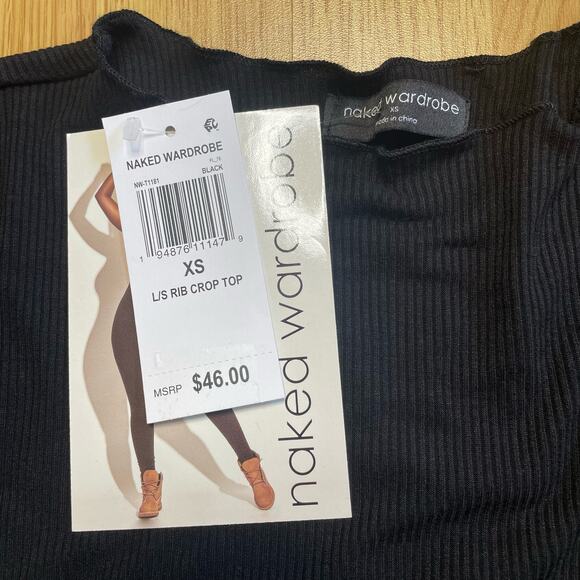 naked wardrobe
XS
made in china
NAKED WARDROBE
NW-T1181
BLACK
1 94876 11147 9
XS
L/S RIB CROP TOP
MSRP $46.00
naked wardrobe